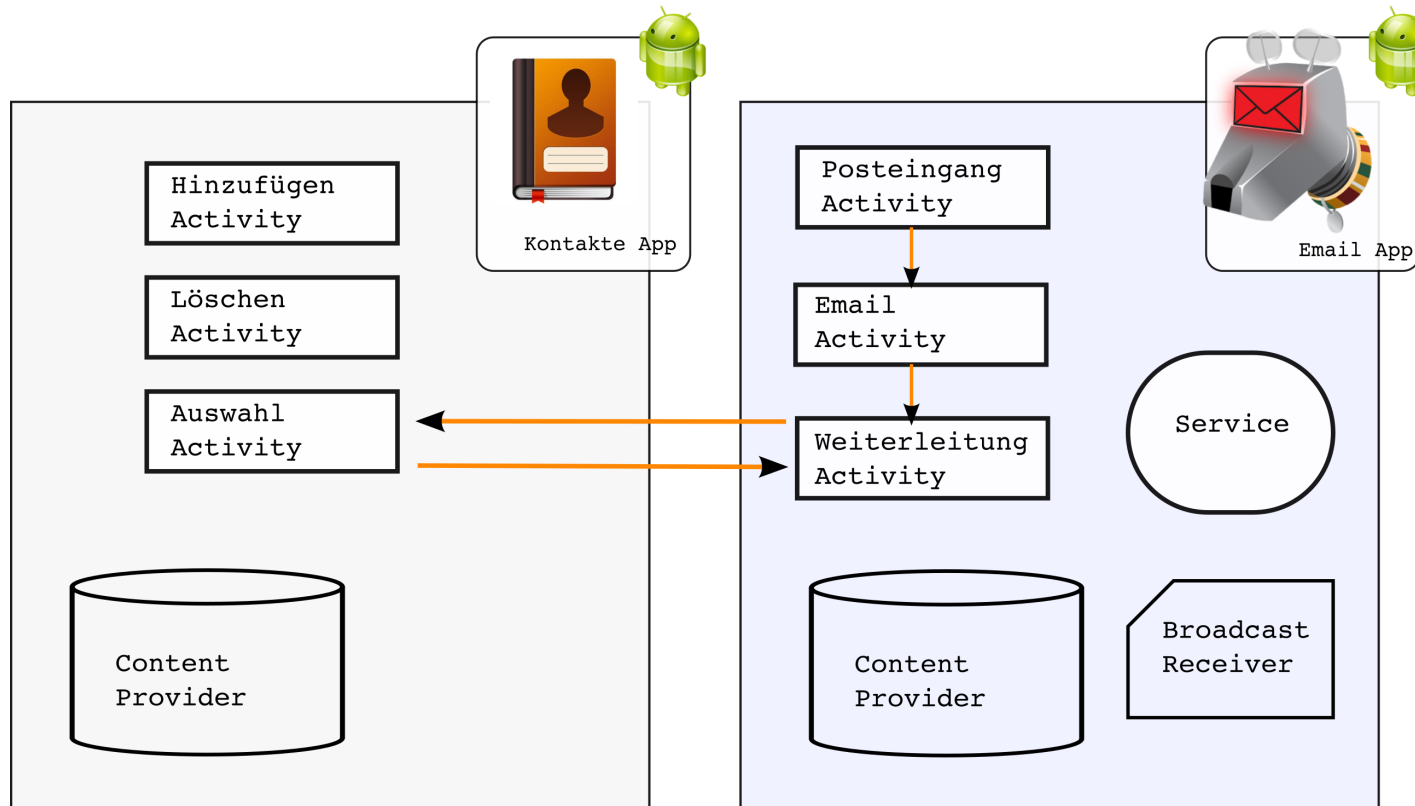 Kontakte App
Hinzufügen
Activity
Löschen
Activity
Auswahl
Activity
Content
Provider
Email App
Posteingang
Activity
Email
Activity
Weiterleitung
Activity
Service
Content
Provider
Broadcast
Receiver